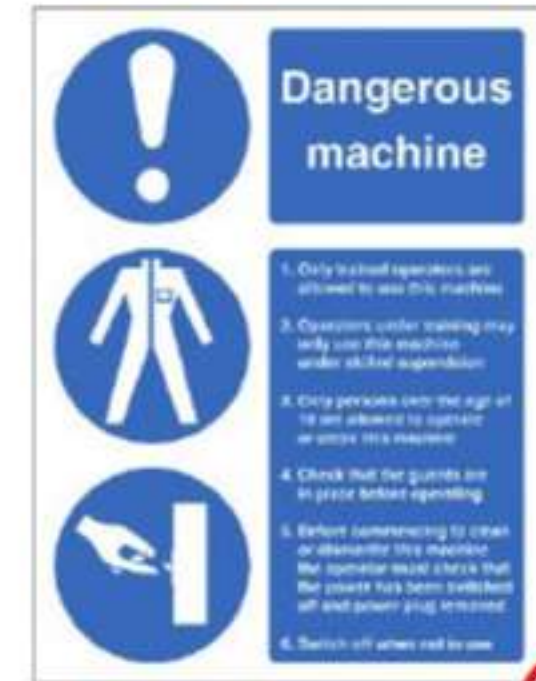 Dangerous
machine
1. Only trained operators are
allowed to use this machine
2. Operators under training may
only use this machine
under skilled supervision
3. Only persons over the age of
18 are allowed to operate
or clean this machine
4. Check that the guards are
in place before operating
5. Before commencing to clean
or dismantle this machine
the operator must check that
the power has been switched
off and power plug removed
6. Switch off when not in use